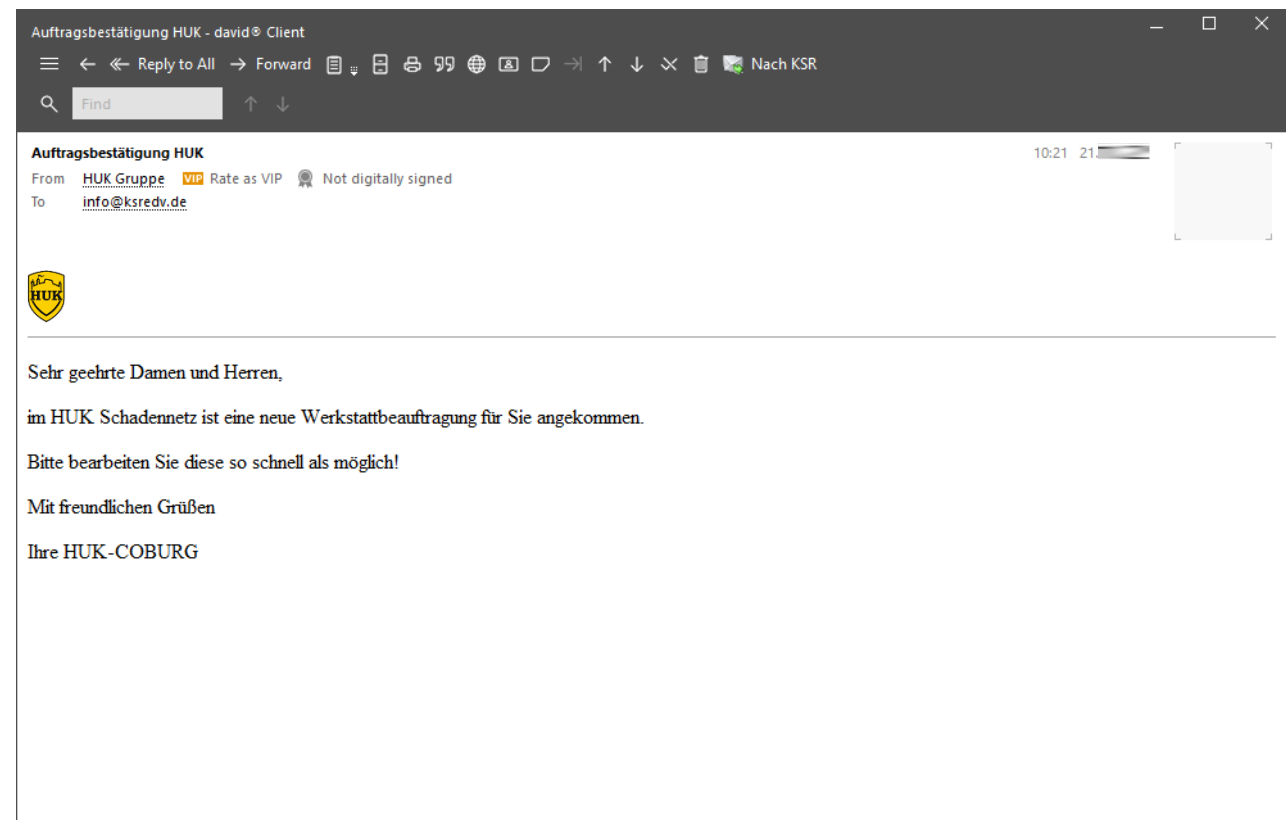 Auftragsbestätigung HUK - david® Client
Reply to All Forward Nach KSR
Find
Auftragsbestätigung HUK 10:21 21.
From HUK Gruppe VIP Rate as VIP Not digitally signed
To info@ksredv.de
HUK
Sehr geehrte Damen und Herren,
im HUK Schadennetz ist eine neue Werkstattbeauftragung für Sie angekommen.
Bitte bearbeiten Sie diese so schnell als möglich!
Mit freundlichen Grüßen
Ihre HUK-COBURG